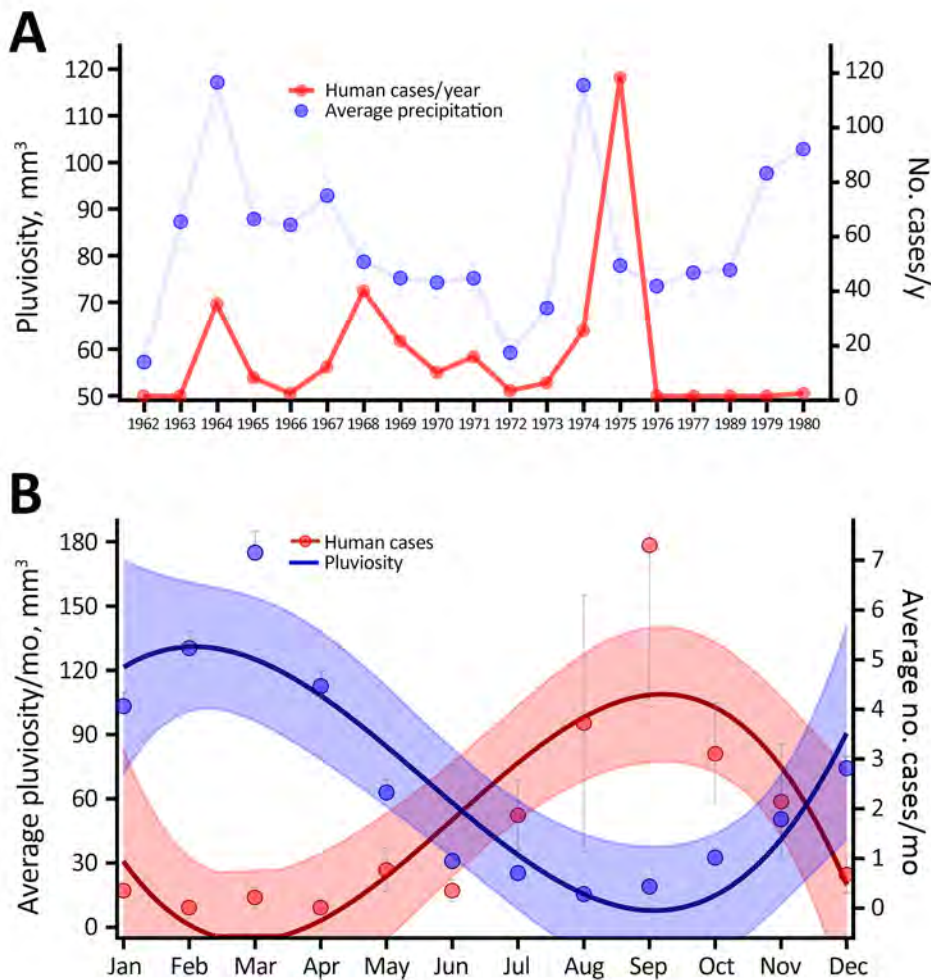 A
Pluviosity, mm³
120
110
100
90
80
70
60
50
Human cases/year
Average precipitation
120
100
80
60
40
20
0
No. cases/y
1962 1963 1964 1965 1966 1967 1968 1969 1970 1971 1972 1973 1974 1975 1976 1977 1989 1979 1980
B
Average pluviosity/mo, mm³
180
150
120
90
60
30
0
Human cases
Pluviosity
7
6
5
4
3
2
1
0
Average no. cases/mo
Jan Feb Mar Apr May Jun Jul Aug Sep Oct Nov Dec